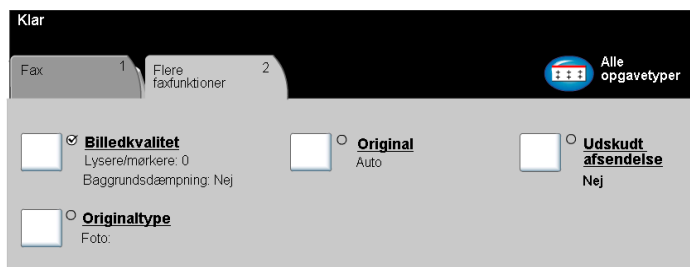 Klar
Fax 1
Flere 2
faxfunktioner
Alle
opgavetyper
Billedkvalitet
Lysere/mørkere: 0
Baggrundsdæmpning: Nej
Original
Auto
Udskudt
afsendelse
Nej
Originaltype
Foto: